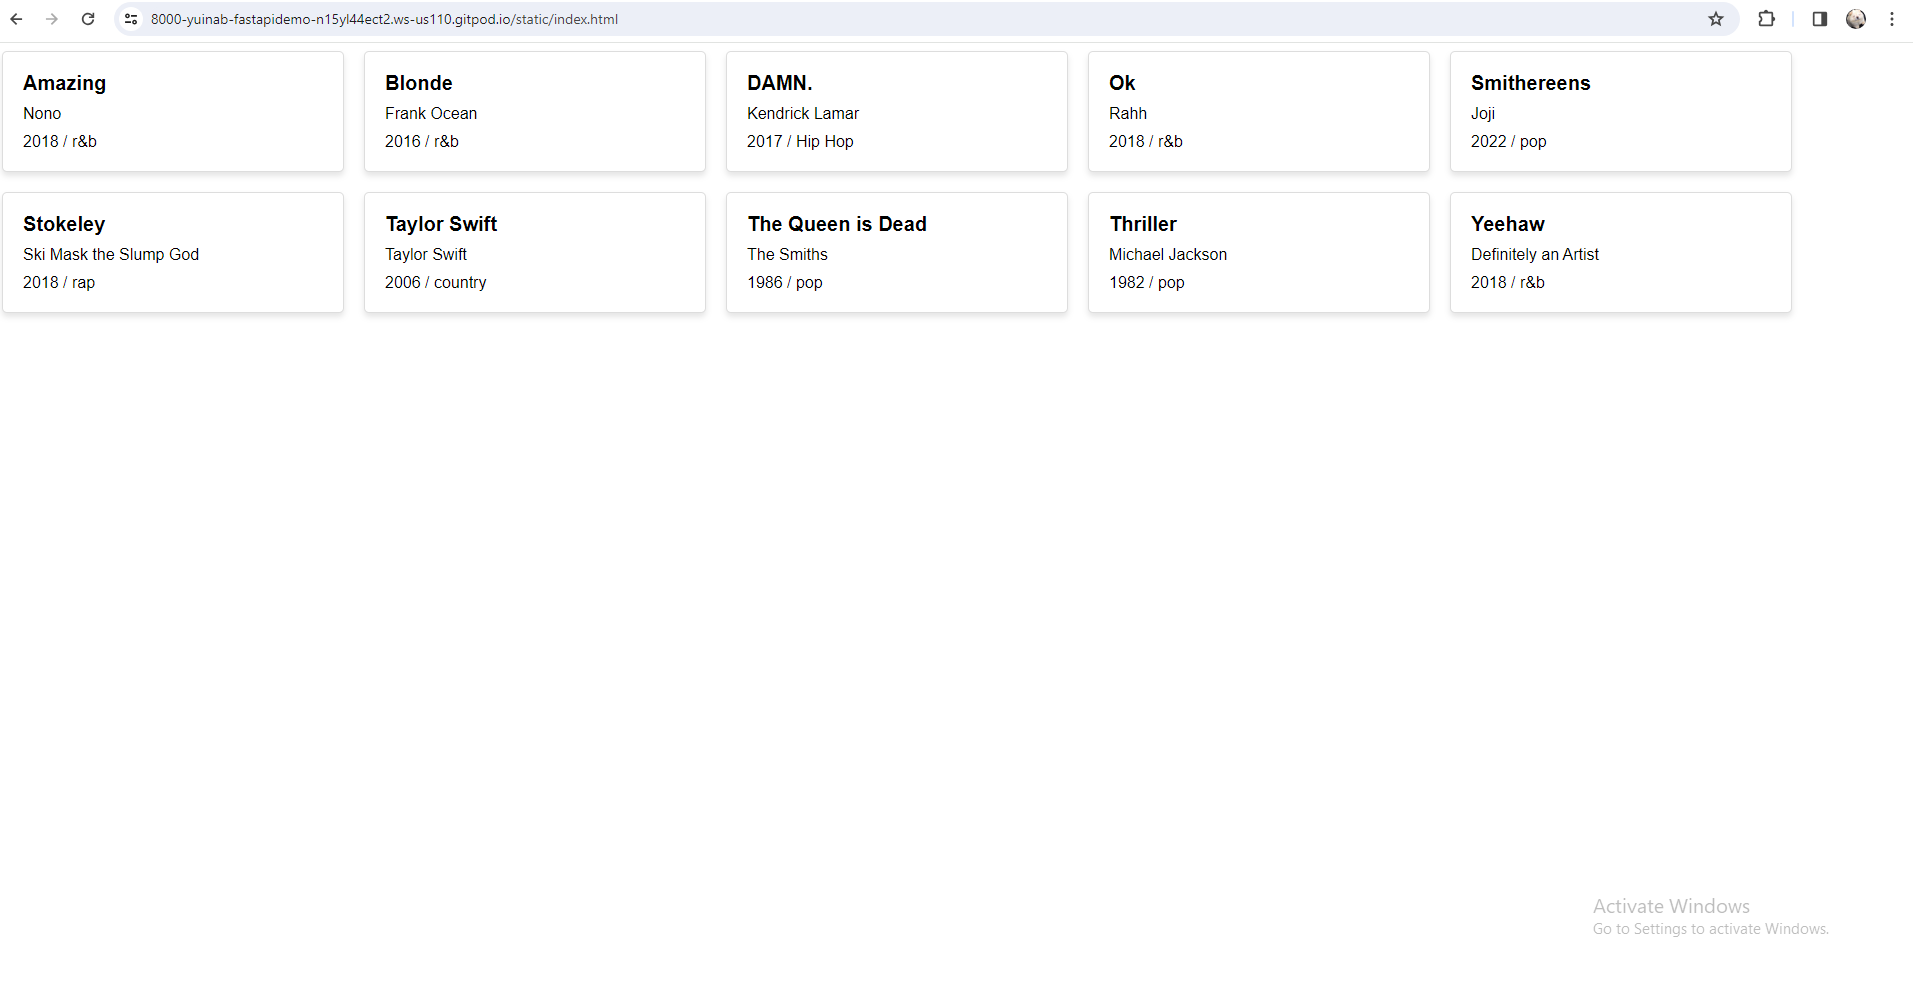 8000-yuinab-fastapidemo-n15yl44ect2.ws-us110.gitpod.io/static/index.html
Amazing
Nono
2018 / r&b
Blonde
Frank Ocean
2016 / r&b
DAMN.
Kendrick Lamar
2017 / Hip Hop
Ok
Rahh
2018 / r&b
Smithereens
Joji
2022 / pop
Stokeley
Ski Mask the Slump God
2018 / rap
Taylor Swift
Taylor Swift
2006 / country
The Queen is Dead
The Smiths
1986 / pop
Thriller
Michael Jackson
1982 / pop
Yeehaw
Definitely an Artist
2018 / r&b
Activate Windows
Go to Settings to activate Windows.